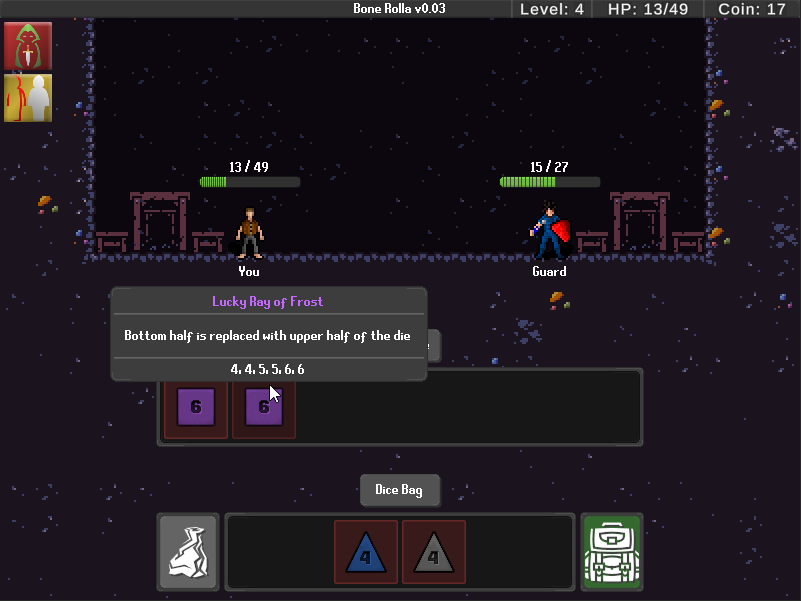 Bone Rolla v0.03
Level: 4
HP: 13/49
Coin: 17
13 / 49
15 / 27
You
Guard
Lucky Ray of Frost
Bottom half is replaced with upper half of the die
4, 4, 5, 5, 6, 6
6
6
Dice Bag
4
4